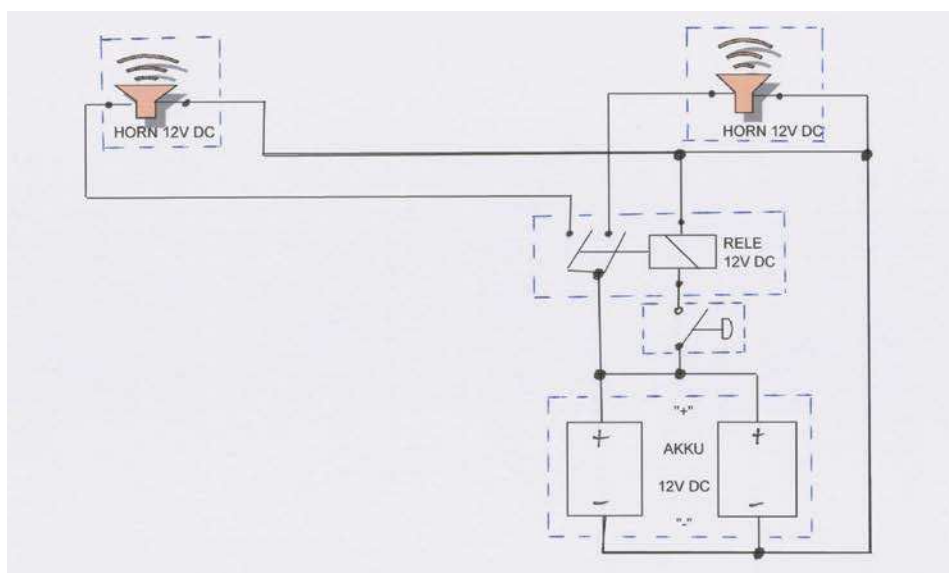 HORN 12V DC
HORN 12V DC
RELE
12V DC
"+"
+
+
AKKU
12V DC
-
-
"-"